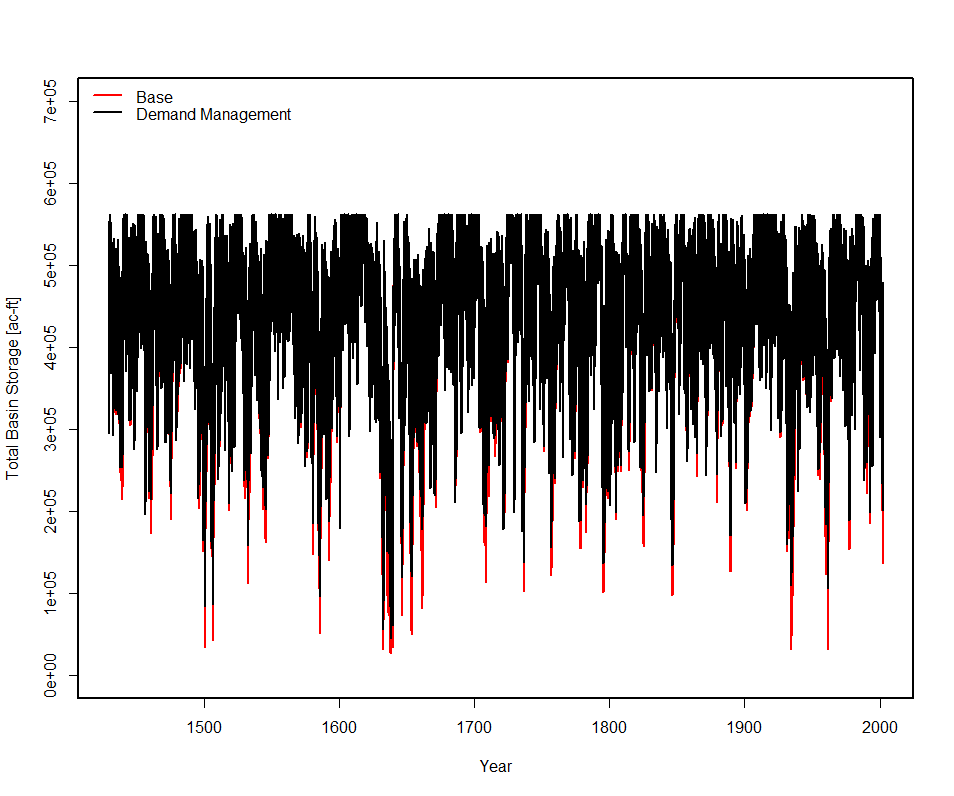 Base
Demand Management
7e+05
6e+05
5e+05
4e+05
3e+05
2e+05
1e+05
0e+00
Total Basin Storage [ac-ft]
1500 1600 1700 1800 1900 2000
Year